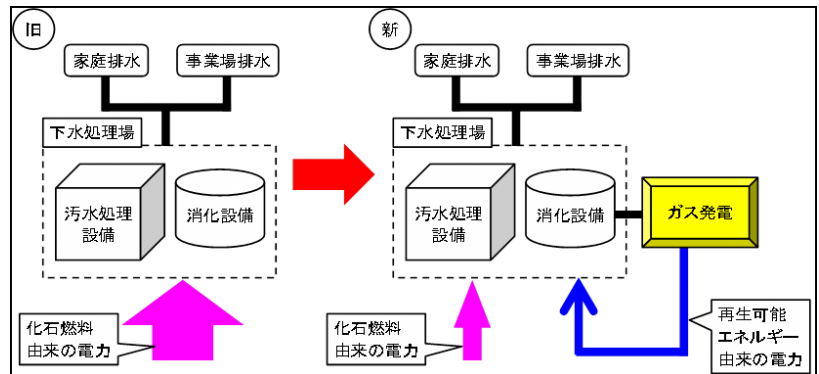 旧
家庭排水
事業場排水
下水処理場
汚水処理
設備
消化設備
化石燃料
由来の電力
新
家庭排水
事業場排水
下水処理場
汚水処理
設備
消化設備
ガス発電
化石燃料
由来の電力
再生可能
エネルギー
由来の電力